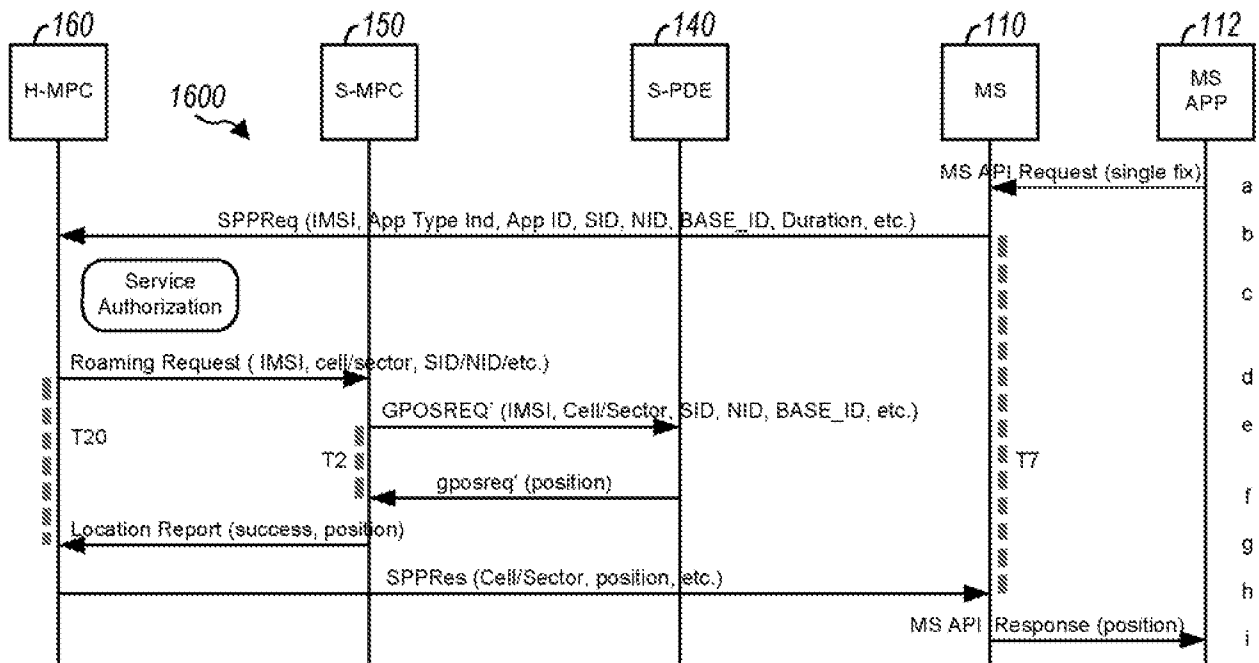 160
150
140
110
112
H-MPC
S-MPC
S-PDE
MS
MS
APP
1600
MS API Request (single fix)
a
SPPReq (IMSI, App Type Ind, App ID, SID, NID, BASE_ID, Duration, etc.)
b
Service
Authorization
c
Roaming Request ( IMSI, cell/sector, SID/NID/etc.)
d
GPOSREQ' (IMSI, Cell/Sector, SID, NID, BASE_ID, etc.)
e
T20
T2
T7
gposreq' (position)
f
Location Report (success, position)
g
SPPRes (Cell/Sector, position, etc.)
h
MS API Response (position)
i